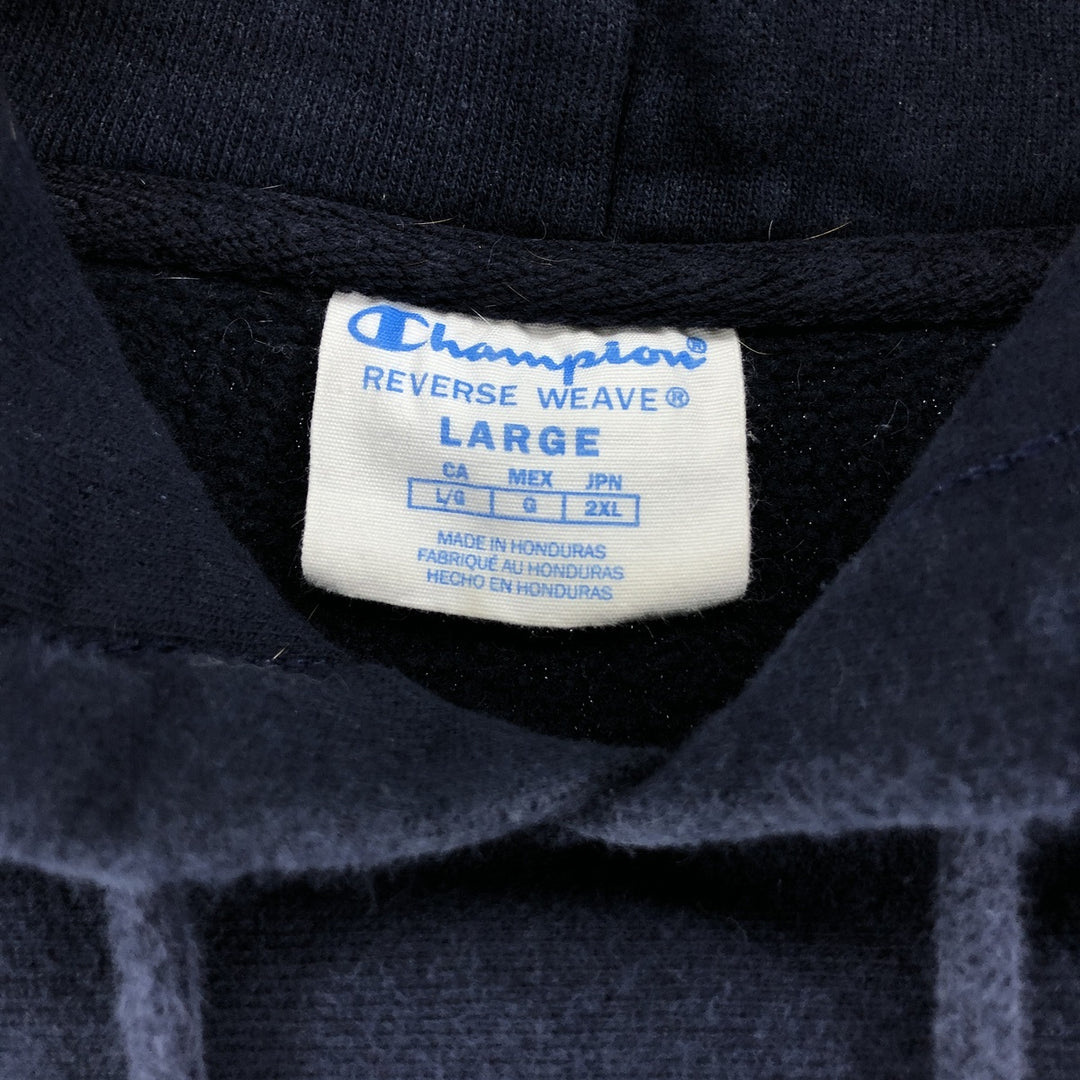 Champion®
REVERSE WEAVE®
LARGE
CA MEX JPN
L/G G 2XL
MADE IN HONDURAS
FABRIQUÉ AU HONDURAS
HECHO EN HONDURAS